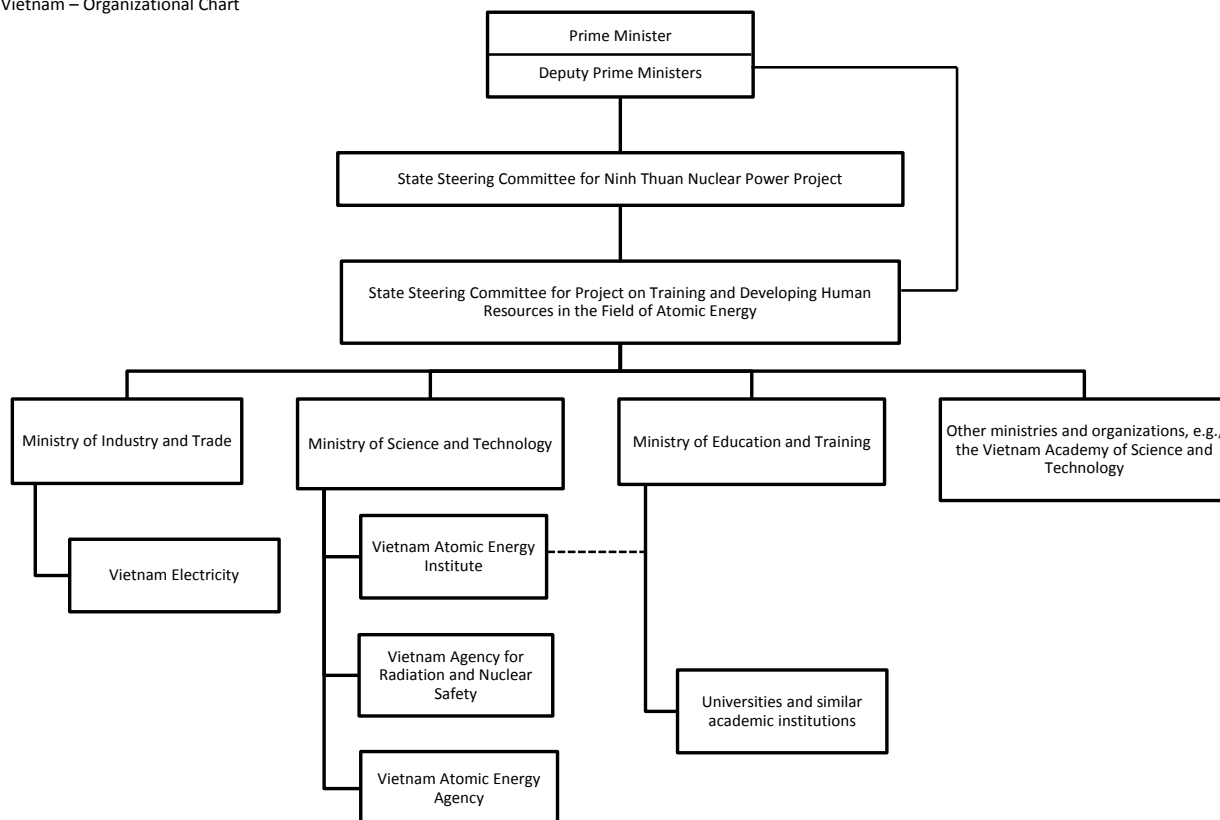 Vietnam – Organizational Chart
Prime Minister
Deputy Prime Ministers
State Steering Committee for Ninh Thuan Nuclear Power Project
State Steering Committee for Project on Training and Developing Human
Resources in the Field of Atomic Energy
Ministry of Industry and Trade
Ministry of Science and Technology
Ministry of Education and Training
Other ministries and organizations, e.g.,
the Vietnam Academy of Science and
Technology
Vietnam Electricity
Vietnam Atomic Energy
Institute
Vietnam Agency for
Radiation and Nuclear
Safety
Universities and similar
academic institutions
Vietnam Atomic Energy
Agency